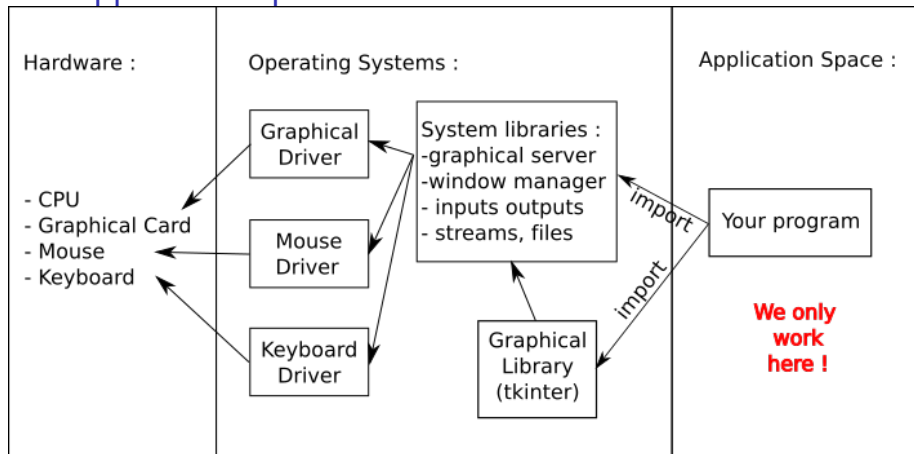 Hardware :
- CPU
- Graphical Card
- Mouse
- Keyboard
Operating Systems :
Graphical
Driver
Mouse
Driver
Keyboard
Driver
System libraries :
-graphical server
-window manager
- inputs outputs
- streams, files
Graphical
Library
(tkinter)
import
import
Application Space :
Your program
We only
work
here !